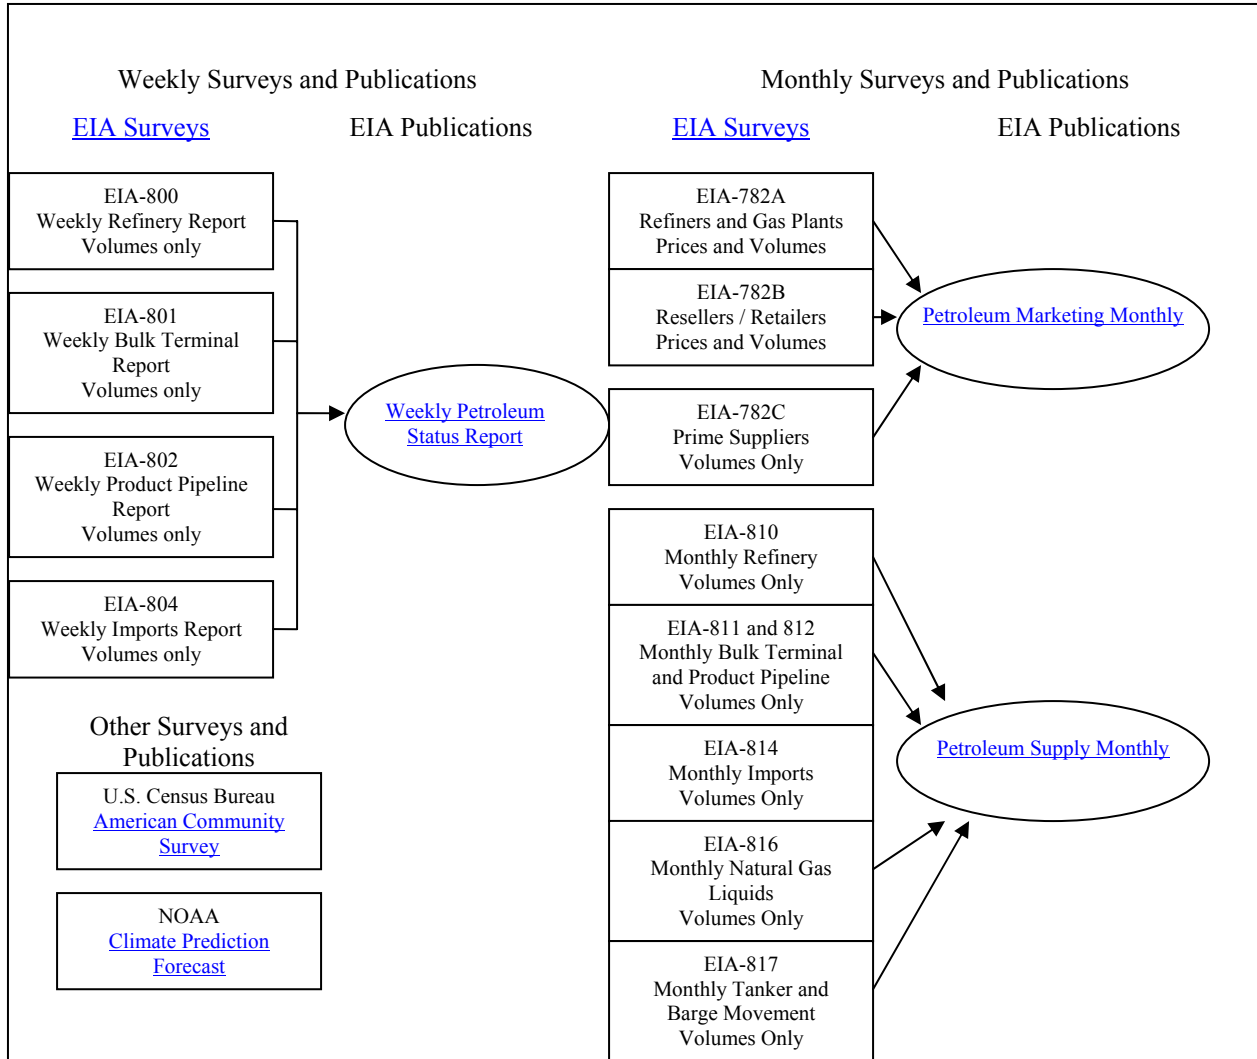 Weekly Surveys and Publications
EIA Surveys
EIA Publications
EIA-800
Weekly Refinery Report
Volumes only
EIA-801
Weekly Bulk Terminal
Report
Volumes only
EIA-802
Weekly Product Pipeline
Report
Volumes only
EIA-804
Weekly Imports Report
Volumes only
Weekly Petroleum
Status Report
Other Surveys and
Publications
U.S. Census Bureau
American Community
Survey
NOAA
Climate Prediction
Forecast
Monthly Surveys and Publications
EIA Surveys
EIA Publications
EIA-782A
Refiners and Gas Plants
Prices and Volumes
EIA-782B
Resellers / Retailers
Prices and Volumes
EIA-782C
Prime Suppliers
Volumes Only
Petroleum Marketing Monthly
EIA-810
Monthly Refinery
Volumes Only
EIA-811 and 812
Monthly Bulk Terminal
and Product Pipeline
Volumes Only
EIA-814
Monthly Imports
Volumes Only
EIA-816
Monthly Natural Gas
Liquids
Volumes Only
EIA-817
Monthly Tanker and
Barge Movement
Volumes Only
Petroleum Supply Monthly